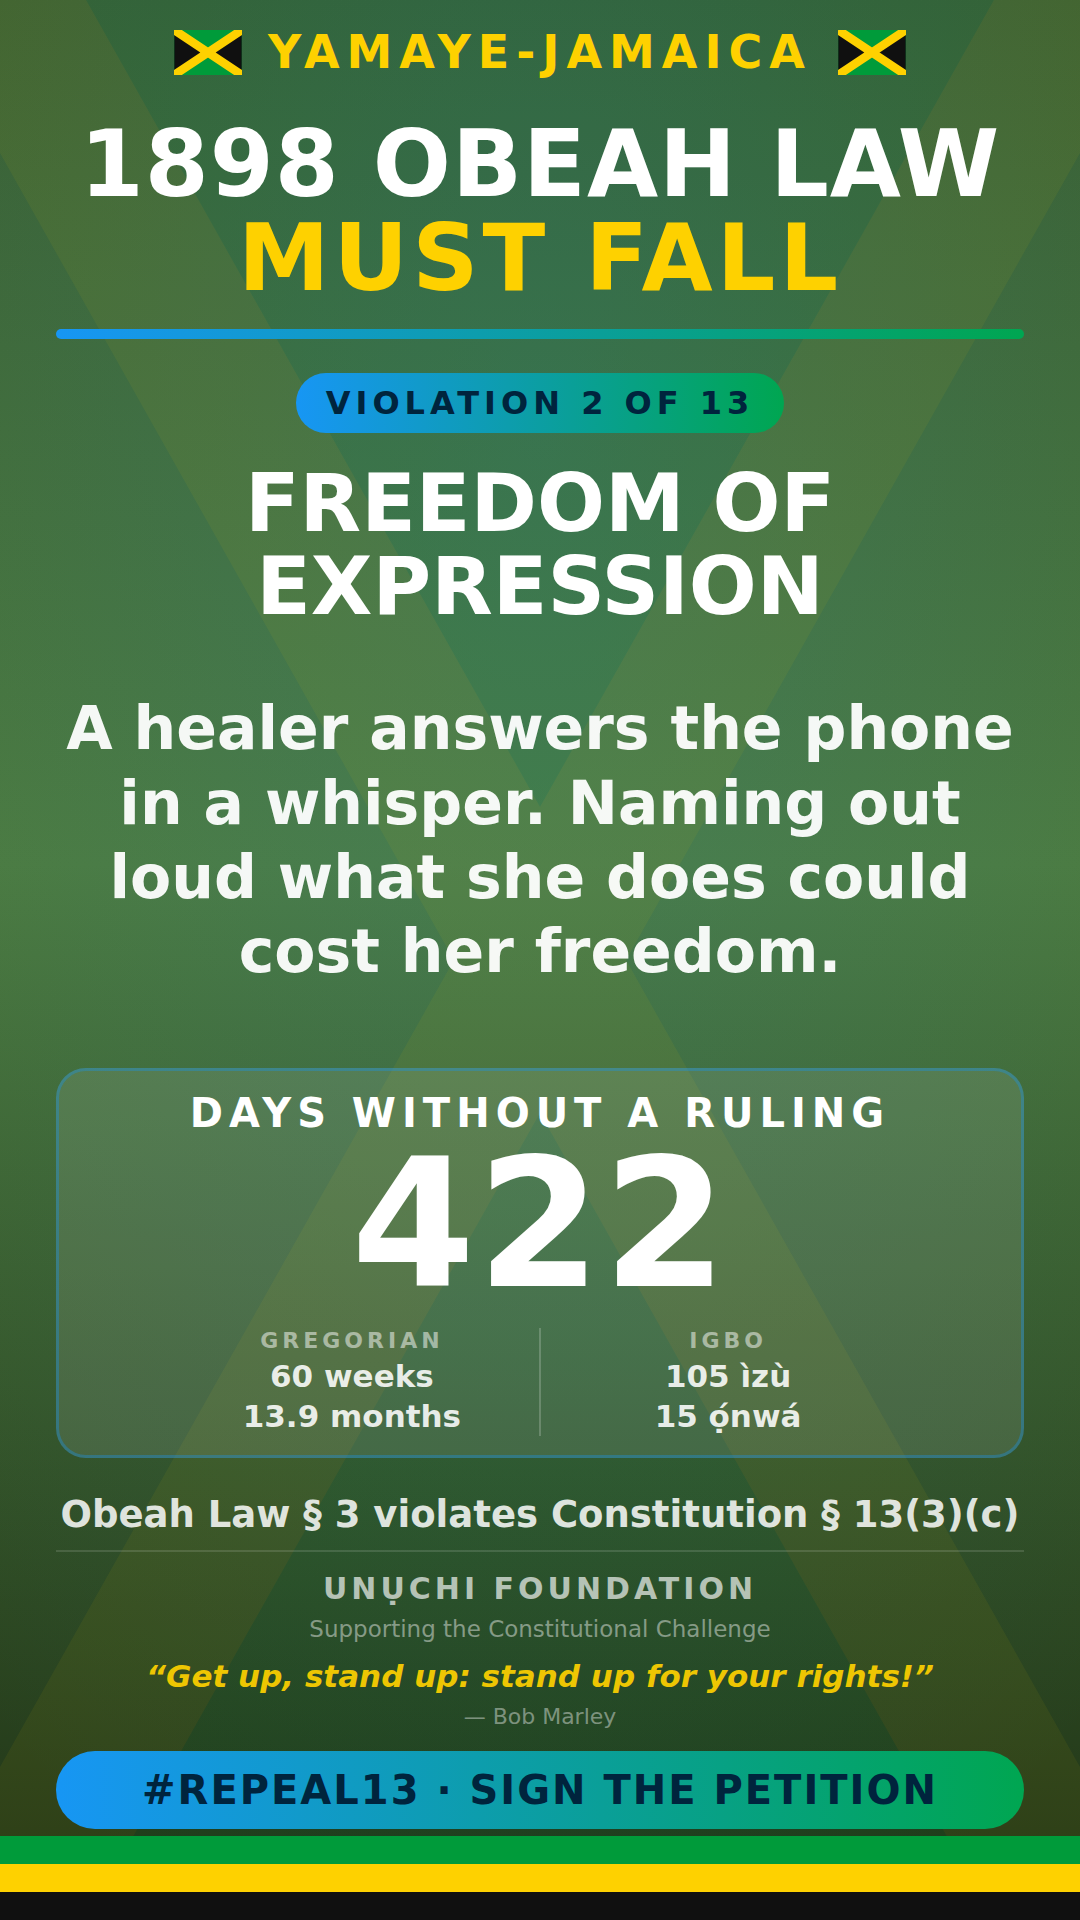 YAMAYE-JAMAICA
1898 OBEAH LAW
MUST FALL
VIOLATION 2 OF 13
FREEDOM OF
EXPRESSION
A healer answers the phone
in a whisper. Naming out
loud what she does could
cost her freedom.
DAYS WITHOUT A RULING
422
GREGORIAN
60 weeks
13.9 months
IGBO
105 ìzù
15 ọ́nwá
Obeah Law § 3 violates Constitution § 13(3)(c)
UNỤCHI FOUNDATION
Supporting the Constitutional Challenge
“Get up, stand up: stand up for your rights!”
— Bob Marley
#REPEAL13 · SIGN THE PETITION